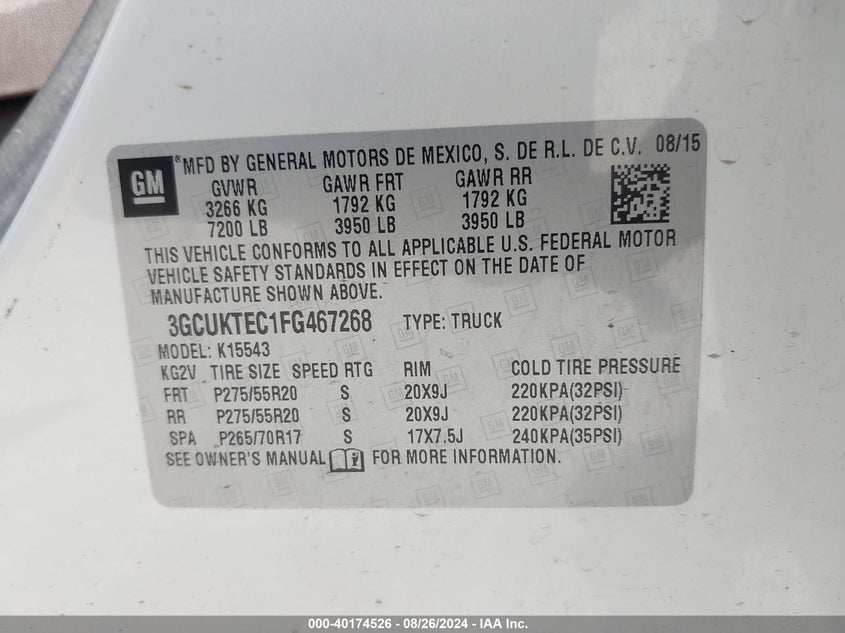 GM
®MFD BY GENERAL MOTORS DE MEXICO, S. DE R.L. DE C.V. 08/15
GVWR GAWR FRT GAWR RR
3266 KG 1792 KG 1792 KG
7200 LB 3950 LB 3950 LB
THIS VEHICLE CONFORMS TO ALL APPLICABLE U.S. FEDERAL MOTOR
VEHICLE SAFETY STANDARDS IN EFFECT ON THE DATE OF
MANUFACTURE SHOWN ABOVE.
3GCUKTEC1FG467268 TYPE: TRUCK
MODEL: K15543
KG2V TIRE SIZE SPEED RTG RIM COLD TIRE PRESSURE
FRT P275/55R20 S 20X9J 220KPA(32PSI)
RR P275/55R20 S 20X9J 220KPA(32PSI)
SPA P265/70R17 S 17X7.5J 240KPA(35PSI)
SEE OWNER'S MANUAL FOR MORE INFORMATION.
000-40174526 - 08/26/2024 - IAA Inc.